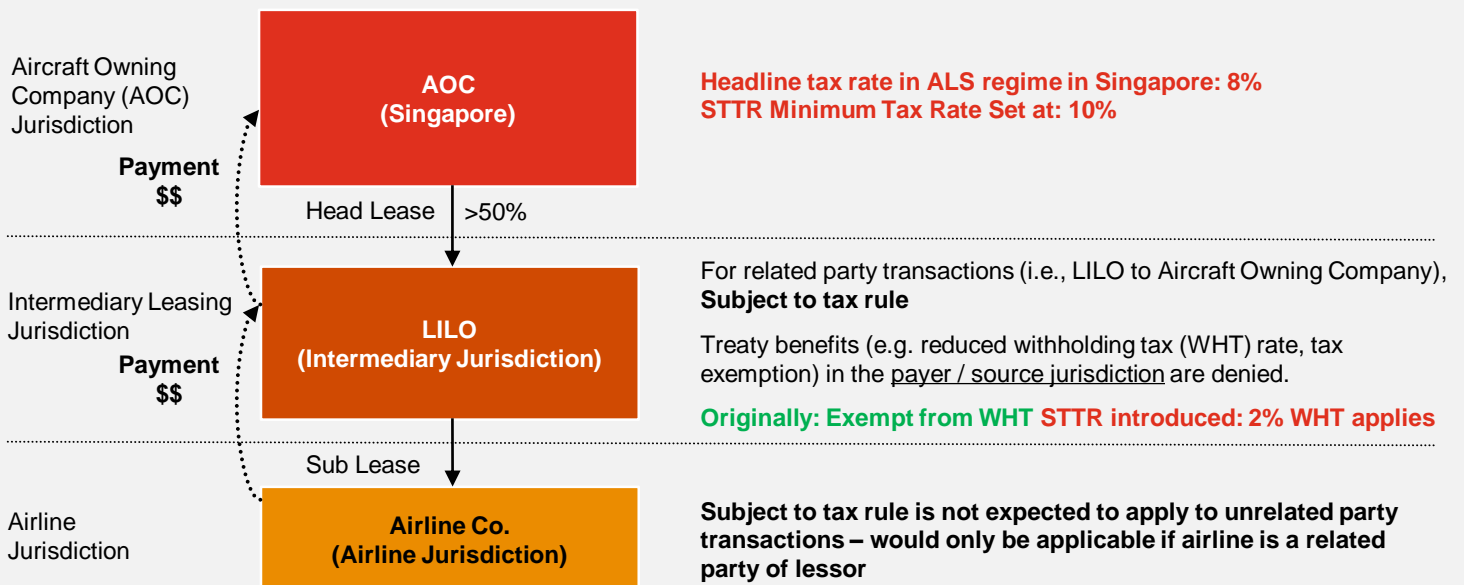 Aircraft Owning
Company (AOC)
Jurisdiction
AOC
(Singapore)
Headline tax rate in ALS regime in Singapore: 8%
STTR Minimum Tax Rate Set at: 10%
Payment
$$
Head Lease >50%
Intermediary Leasing
Jurisdiction
Payment
$$
LILO
(Intermediary Jurisdiction)
For related party transactions (i.e., LILO to Aircraft Owning Company),
Subject to tax rule
Treaty benefits (e.g. reduced withholding tax (WHT) rate, tax
exemption) in the payer / source jurisdiction are denied.
Originally: Exempt from WHT STTR introduced: 2% WHT applies
Sub Lease
Airline
Jurisdiction
Airline Co.
(Airline Jurisdiction)
Subject to tax rule is not expected to apply to unrelated party
transactions – would only be applicable if airline is a related
party of lessor